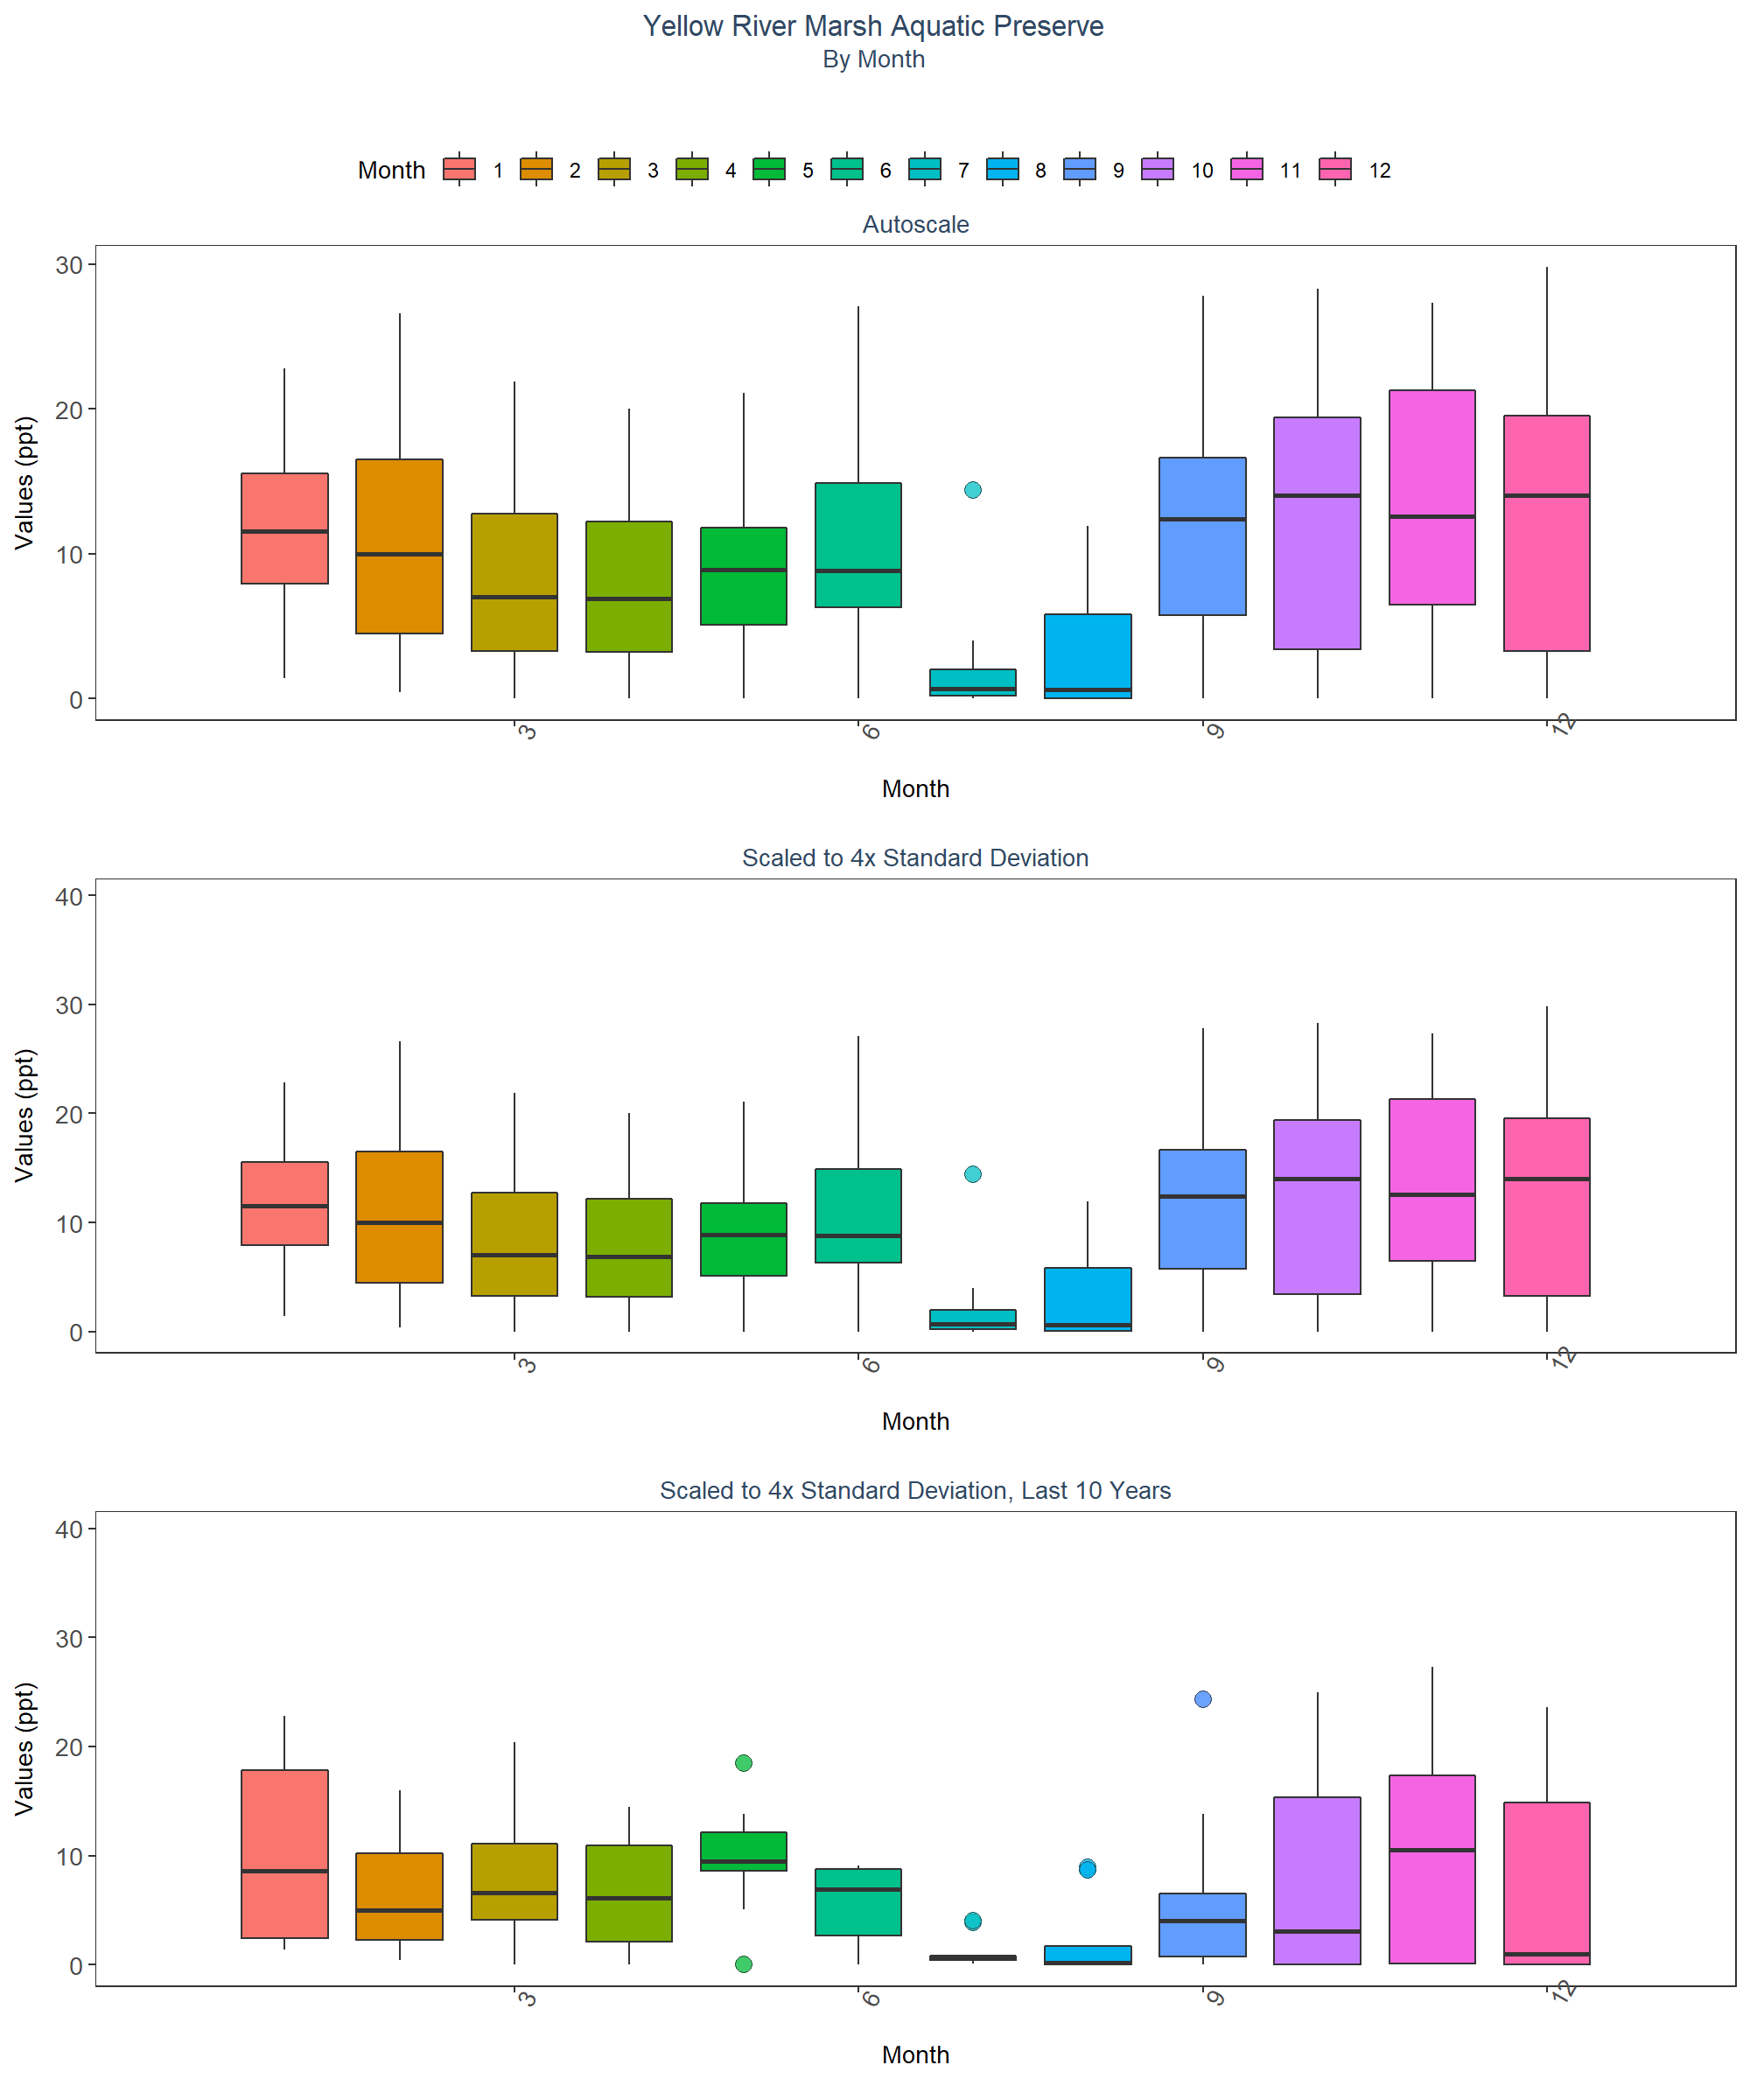 Yellow River Marsh Aquatic Preserve
By Month
Month 1 2 3 4 5 6 7 8 9 10 11 12
Autoscale
30
20
10
0
Values (ppt)
3 6 9 12
Month
Scaled to 4x Standard Deviation
40
30
20
10
0
Values (ppt)
3 6 9 12
Month
Scaled to 4x Standard Deviation, Last 10 Years
40
30
20
10
0
Values (ppt)
3 6 9 12
Month